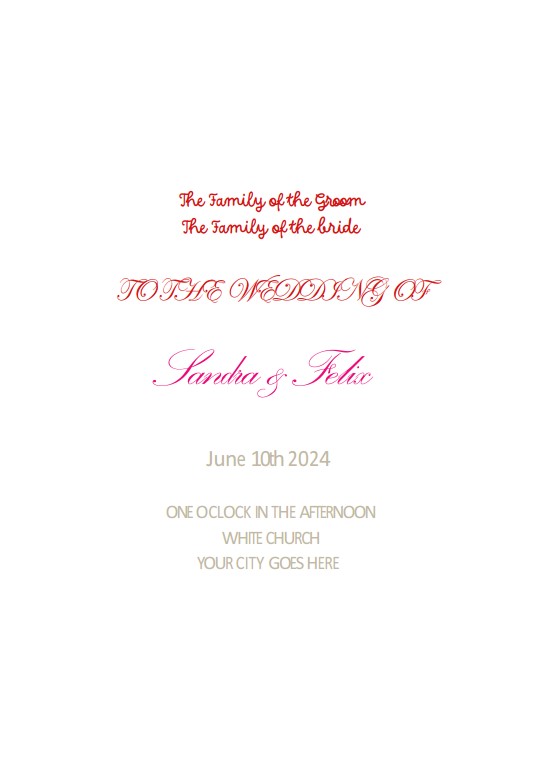 The Family of the Groom
The Family of the bride
TO THE WEDDING OF
Sandra & Felix
June 10th 2024
ONE OCLOCK IN THE AFTERNOON
WHITE CHURCH
YOUR CITY GOES HERE